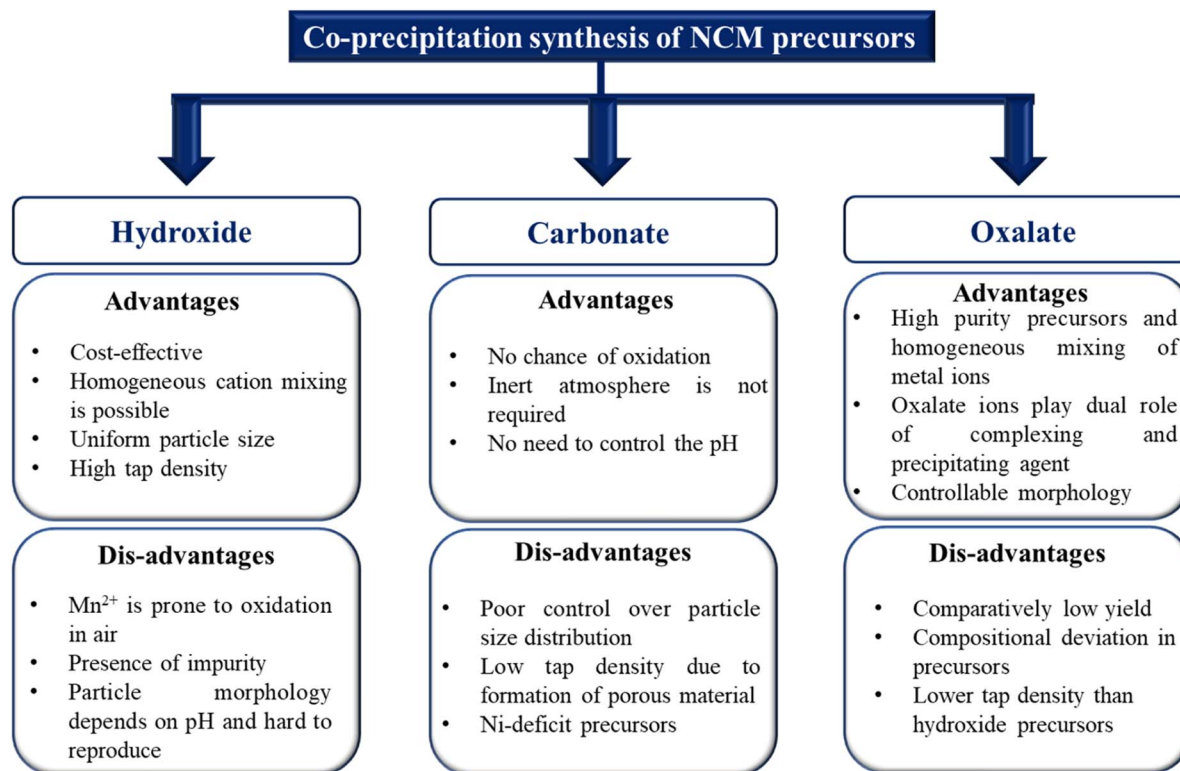 Co-precipitation synthesis of NCM precursors
Hydroxide
Advantages
• Cost-effective
• Homogeneous cation mixing
is possible
• Uniform particle size
• High tap density
Dis-advantages
• Mn²⁺ is prone to oxidation
in air
• Presence of impurity
• Particle morphology
depends on pH and hard to
reproduce
Carbonate
Advantages
• No chance of oxidation
• Inert atmosphere is not
required
• No need to control the pH
Dis-advantages
• Poor control over particle
size distribution
• Low tap density due to
formation of porous material
• Ni-deficit precursors
Oxalate
Advantages
• High purity precursors and
homogeneous mixing of
metal ions
• Oxalate ions play dual role
of complexing and
precipitating agent
• Controllable morphology
Dis-advantages
• Comparatively low yield
• Compositional deviation in
precursors
• Lower tap density than
hydroxide precursors